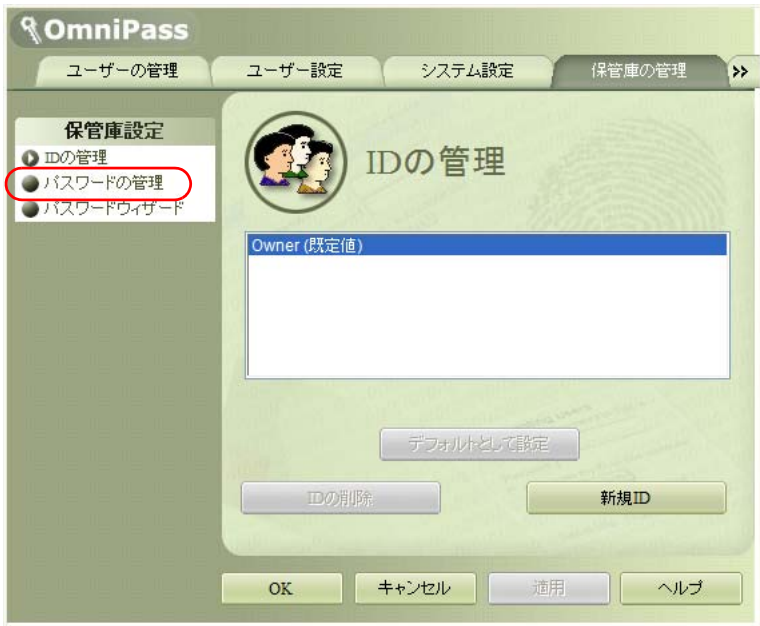 OmniPass
ユーザーの管理 ユーザー設定 システム設定 保管庫の管理 »
保管庫設定
IDの管理
パスワードの管理
パスワードウィザード
IDの管理
Owner (既定値)
デフォルトとして設定
IDの削除 新規ID
OK キャンセル 適用 ヘルプ